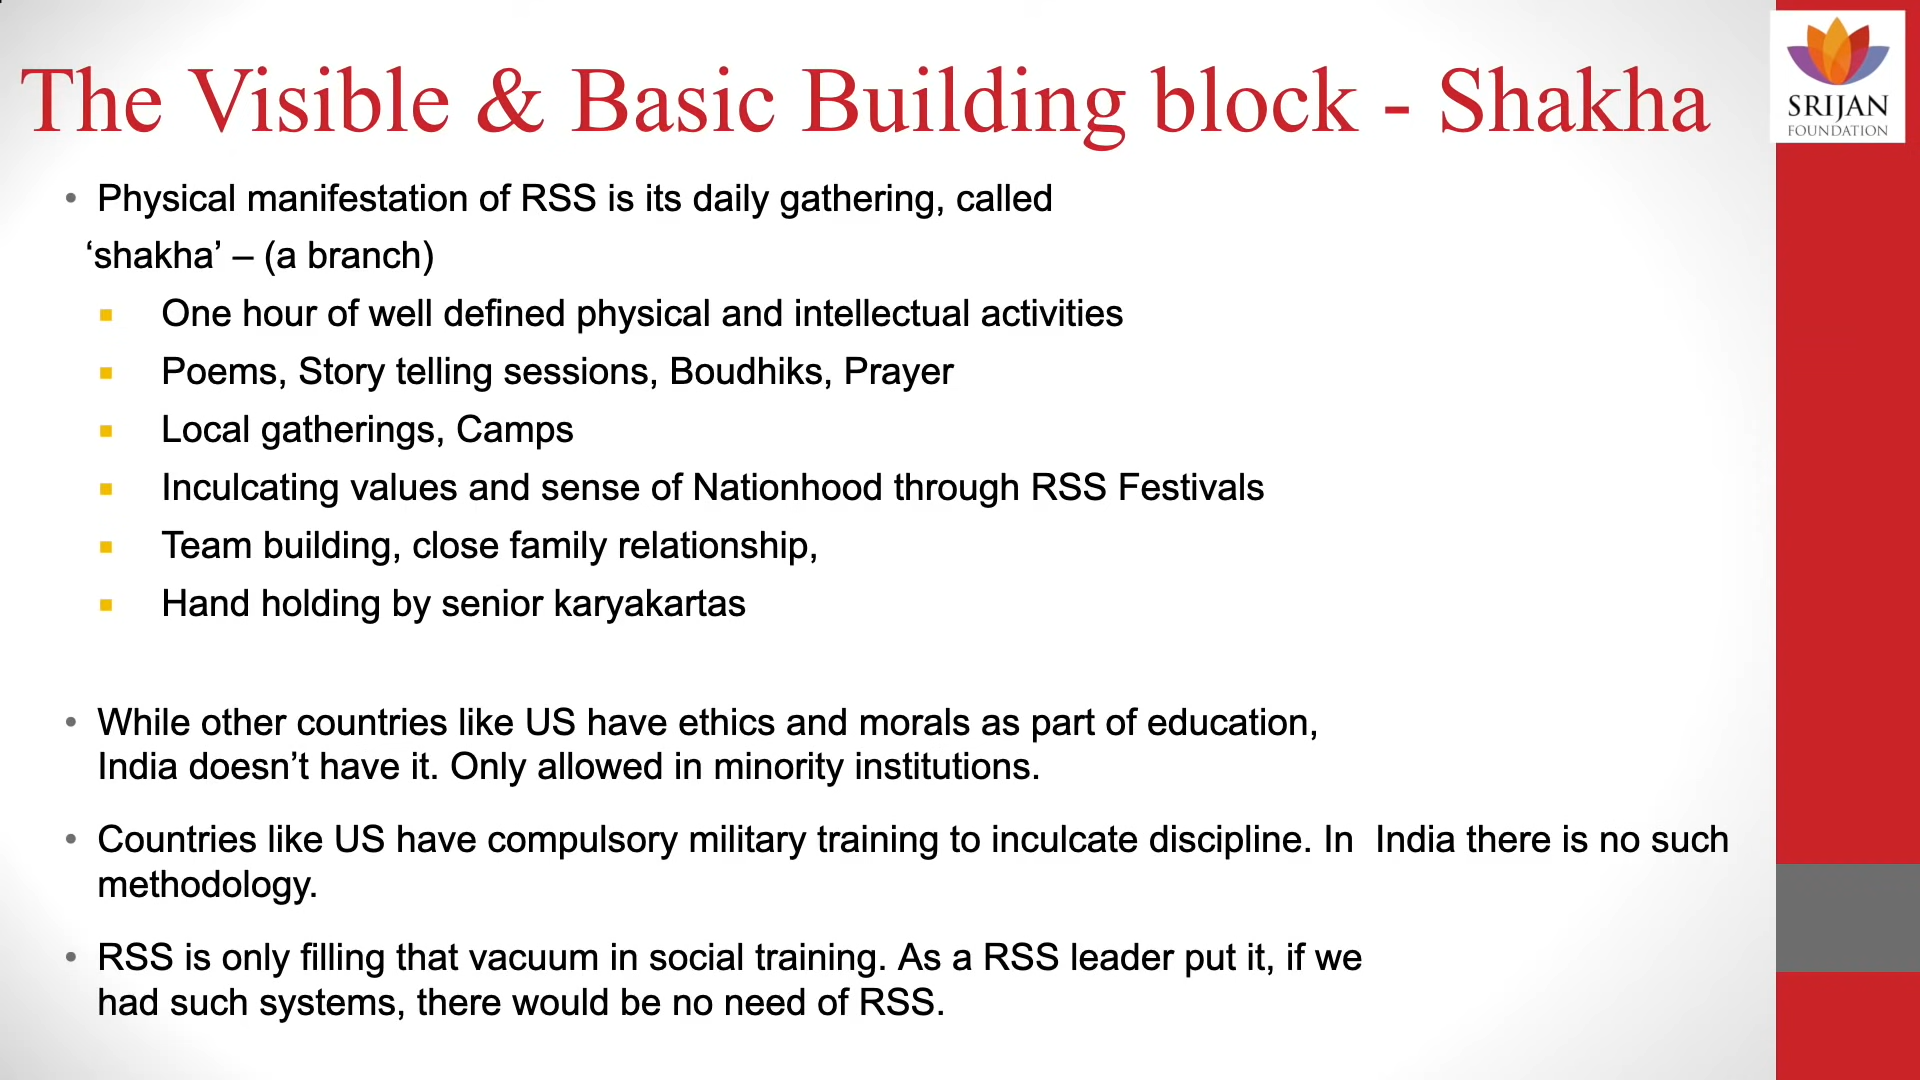 The Visible & Basic Building block - Shakha
SRIJAN
FOUNDATION
• Physical manifestation of RSS is its daily gathering, called
‘shakha’ – (a branch)
▪ One hour of well defined physical and intellectual activities
▪ Poems, Story telling sessions, Boudhiks, Prayer
▪ Local gatherings, Camps
▪ Inculcating values and sense of Nationhood through RSS Festivals
▪ Team building, close family relationship,
▪ Hand holding by senior karyakartas
• While other countries like US have ethics and morals as part of education,
India doesn’t have it. Only allowed in minority institutions.
• Countries like US have compulsory military training to inculcate discipline. In  India there is no such
methodology.
• RSS is only filling that vacuum in social training. As a RSS leader put it, if we
had such systems, there would be no need of RSS.